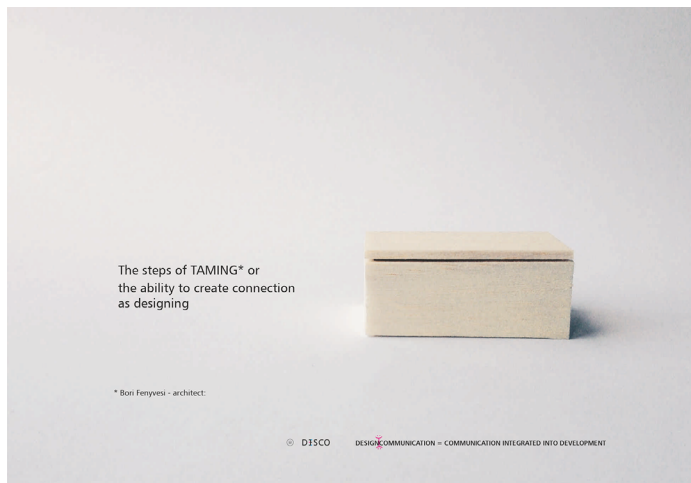 The steps of TAMING* or
the ability to create connection
as designing
* Bori Fenyvesi - architect:
DISCO
DESIGNCOMMUNICATION = COMMUNICATION INTEGRATED INTO DEVELOPMENT